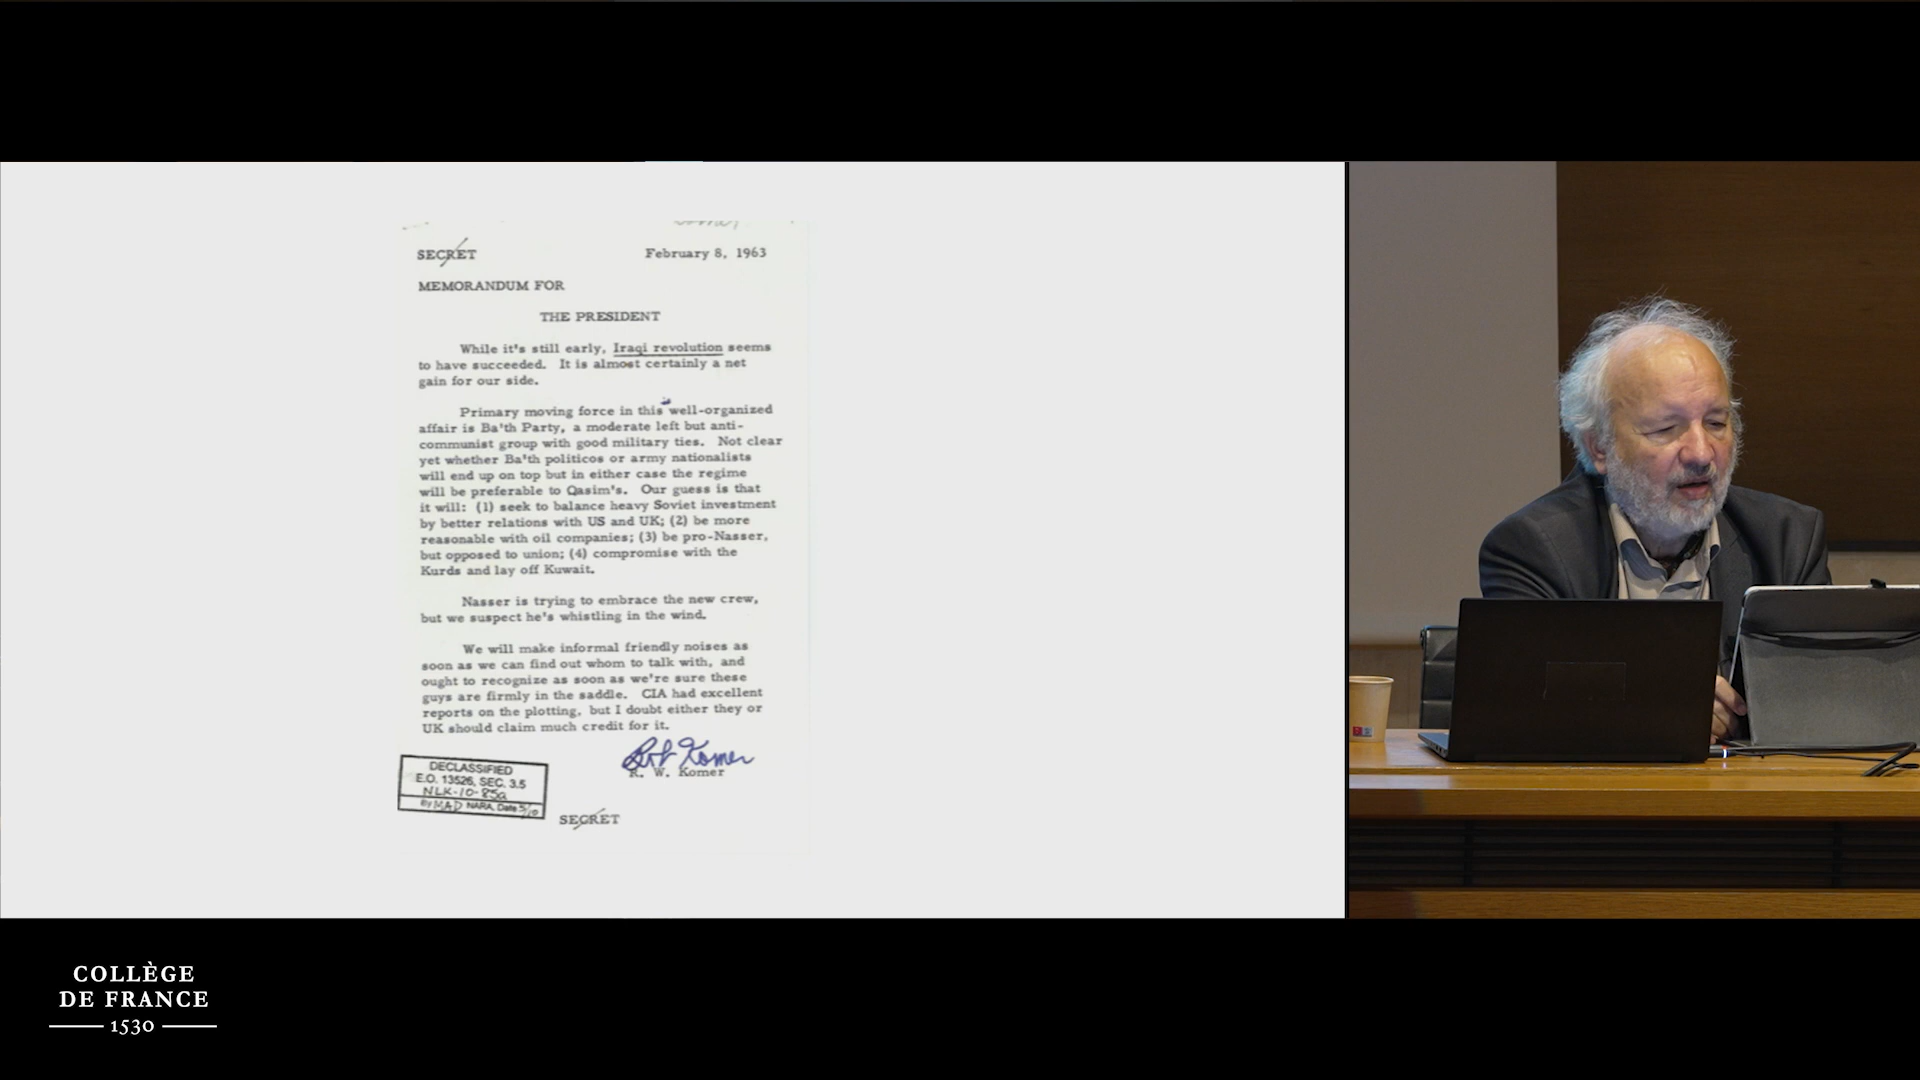 SECRET
February 8, 1963
MEMORANDUM FOR
THE PRESIDENT
While it's still early, Iraqi revolution seems
to have succeeded. It is almost certainly a net
gain for our side.
Primary moving force in this well-organized
affair is Ba'th Party, a moderate left but anti-
communist group with good military ties. Not clear
yet whether Ba'th politicos or army nationalists
will end up on top but in either case the regime
will be preferable to Qasim's. Our guess is that
it will: (1) seek to balance heavy Soviet investment
by better relations with US and UK; (2) be more
reasonable with oil companies; (3) be pro-Nasser,
but opposed to union; (4) compromise with the
Kurds and lay off Kuwait.
Nasser is trying to embrace the new crew,
but we suspect he's whistling in the wind.
We will make informal friendly noises as
soon as we can find out whom to talk with, and
ought to recognize as soon as we're sure these
guys are firmly in the saddle. CIA had excellent
reports on the plotting, but I doubt either they or
UK should claim much credit for it.
Bob Komer
R. W. Komer
DECLASSIFIED
E.O. 13526, SEC. 3.5
NLK-10-85a
By MAD NARA, Date
SECRET
COLLÈGE
DE FRANCE
1530